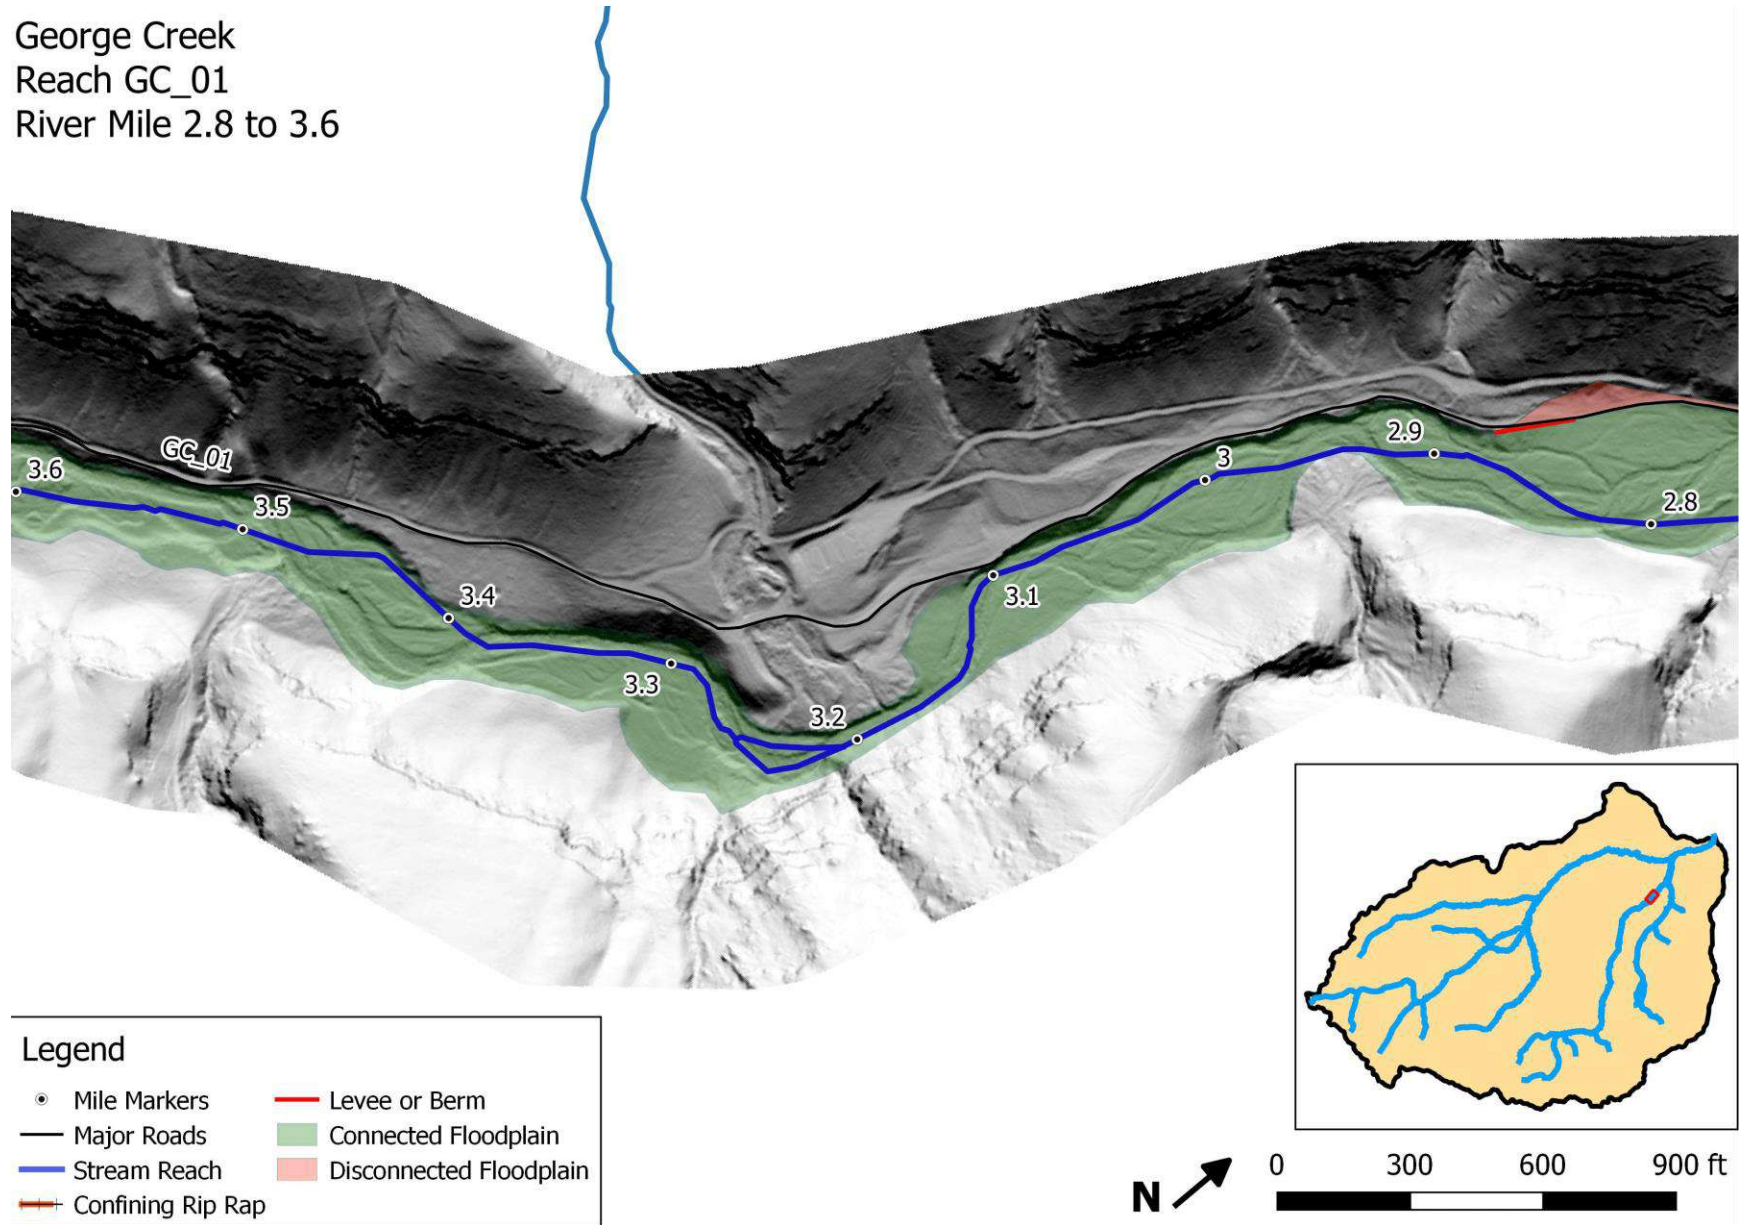 George Creek
Reach GC_01
River Mile 2.8 to 3.6
GC_01
3.6
3.5
3.4
3.3
3.2
3.1
3
2.9
2.8
Legend
Mile Markers
Major Roads
Stream Reach
Confining Rip Rap
Levee or Berm
Connected Floodplain
Disconnected Floodplain
N
0 300 600 900 ft